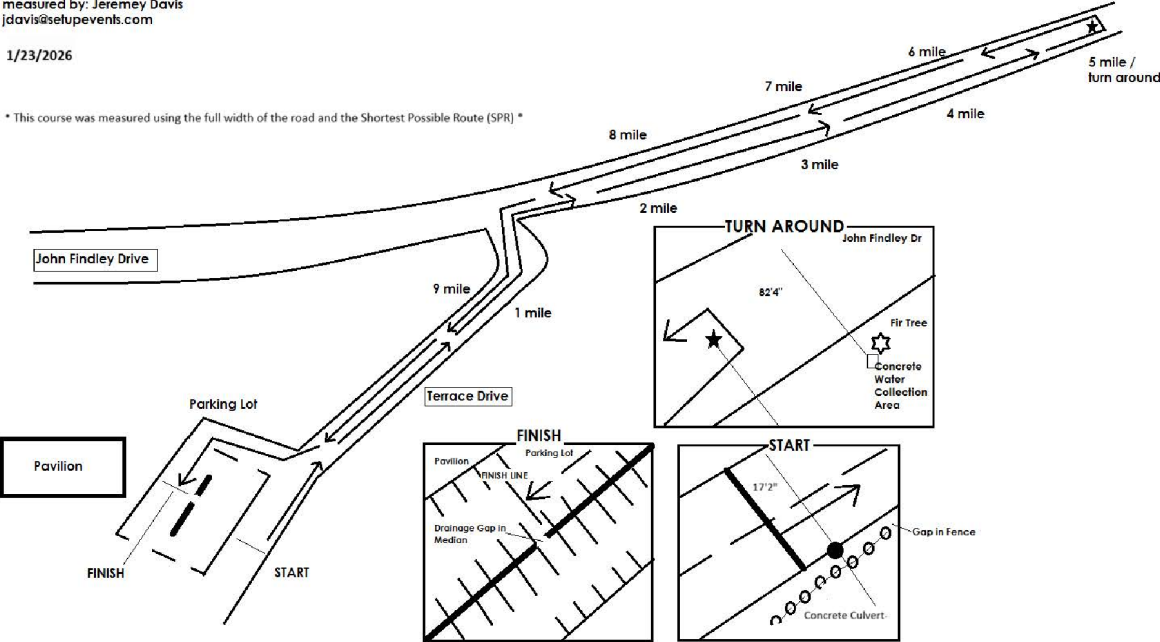 measured by: Jeremey Davis
jdavis@setupevents.com
1/23/2026
* This course was measured using the full width of the road and the Shortest Possible Route (SPR) *
6 mile
5 mile /
turn around
7 mile
4 mile
8 mile
3 mile
2 mile
John Findley Drive
9 mile
1 mile
Terrace Drive
Parking Lot
Pavilion
FINISH
START
TURN AROUND
John Findley Dr
82'4"
Fir Tree
Concrete
Water
Collection
Area
FINISH
Parking Lot
Pavilion
FINISH LINE
Drainage Gap in
Median
START
17'2"
Gap in Fence
Concrete Culvert